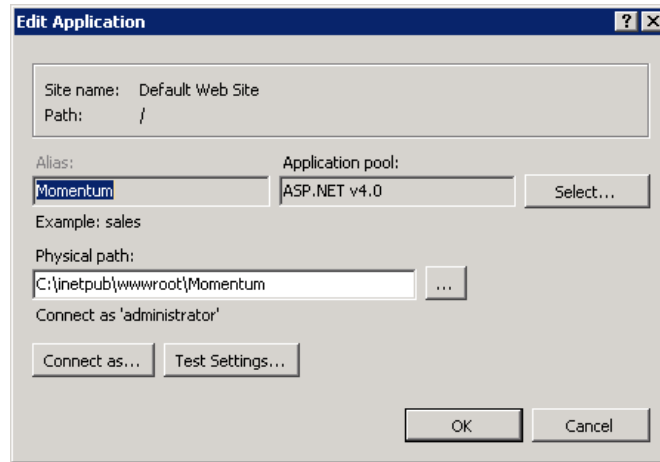 Edit Application
Site name: Default Web Site
Path: /
Alias: Application pool:
Momentum ASP.NET v4.0 Select...
Example: sales
Physical path:
C:\inetpub\wwwroot\Momentum ...
Connect as 'administrator'
Connect as... Test Settings...
OK Cancel